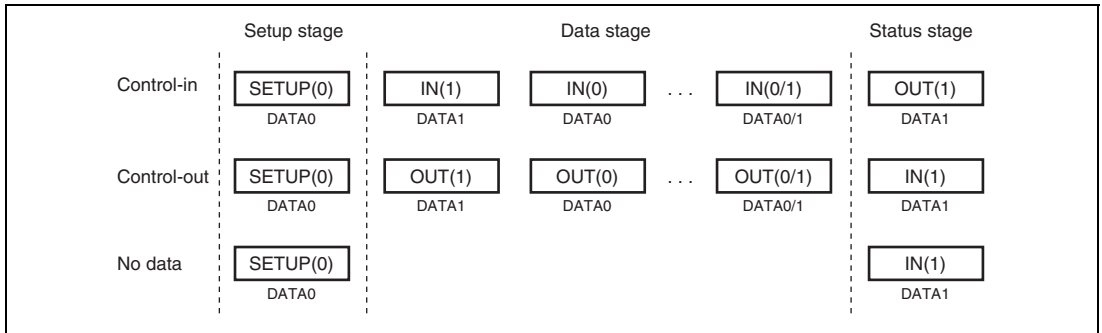 Setup stage Data stage Status stage
Control-in SETUP(0) IN(1) IN(0) . . . IN(0/1) OUT(1)
DATA0 DATA1 DATA0 DATA0/1 DATA1
Control-out SETUP(0) OUT(1) OUT(0) . . . OUT(0/1) IN(1)
DATA0 DATA1 DATA0 DATA0/1 DATA1
No data SETUP(0) IN(1)
DATA0 DATA1